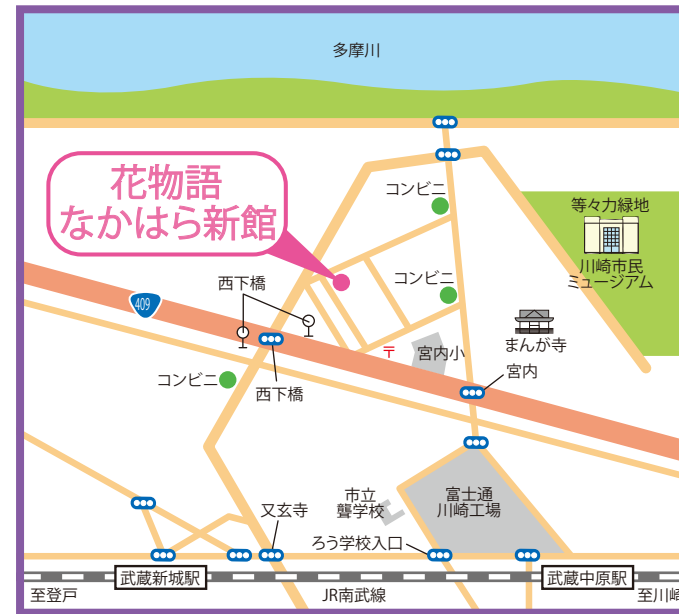 多摩川
花物語
なかはら新館
コンビニ
等々力緑地
川崎市民
ミュージアム
西下橋
コンビニ
409
まんが寺
〒
宮内小
宮内
コンビニ
西下橋
市立
聾学校
富士通
川崎工場
又玄寺
ろう学校入口
武蔵新城駅
武蔵中原駅
至登戸
JR南武線
至川崎